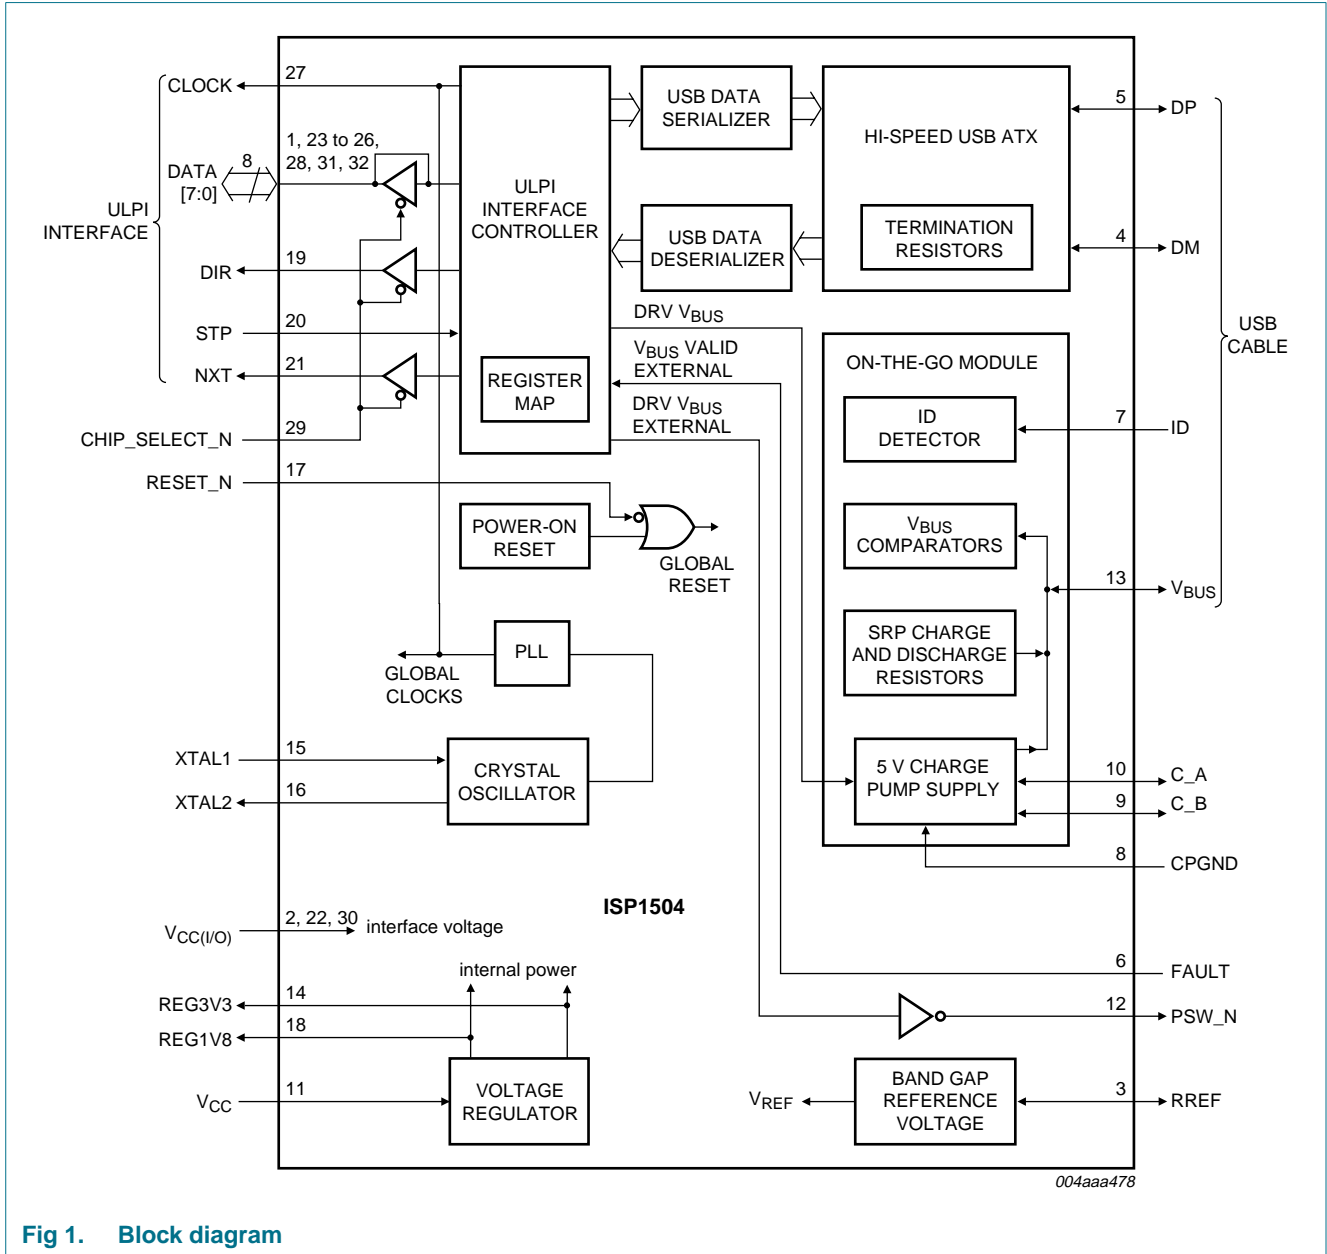 CLOCK
27
DATA
[7:0]
8
1, 23 to 26,
28, 31, 32
ULPI
INTERFACE
DIR
19
STP
20
NXT
21
CHIP_SELECT_N
29
RESET_N
17
ULPI
INTERFACE
CONTROLLER
REGISTER
MAP
USB DATA
SERIALIZER
USB DATA
DESERIALIZER
HI-SPEED USB ATX
TERMINATION
RESISTORS
5
DP
4
DM
USB
CABLE
DRV VBUS
VBUS VALID
EXTERNAL
DRV VBUS
EXTERNAL
ON-THE-GO MODULE
ID
DETECTOR
7
ID
VBUS
COMPARATORS
13
VBUS
SRP CHARGE
AND DISCHARGE
RESISTORS
5 V CHARGE
PUMP SUPPLY
10
C_A
9
C_B
8
CPGND
POWER-ON
RESET
GLOBAL
RESET
PLL
GLOBAL
CLOCKS
XTAL1
15
XTAL2
16
CRYSTAL
OSCILLATOR
ISP1504
VCC(I/O)
2, 22, 30
interface voltage
internal power
REG3V3
14
REG1V8
18
VCC
11
VOLTAGE
REGULATOR
6
FAULT
12
PSW_N
VREF
BAND GAP
REFERENCE
VOLTAGE
3
RREF
004aaa478
Fig 1. Block diagram